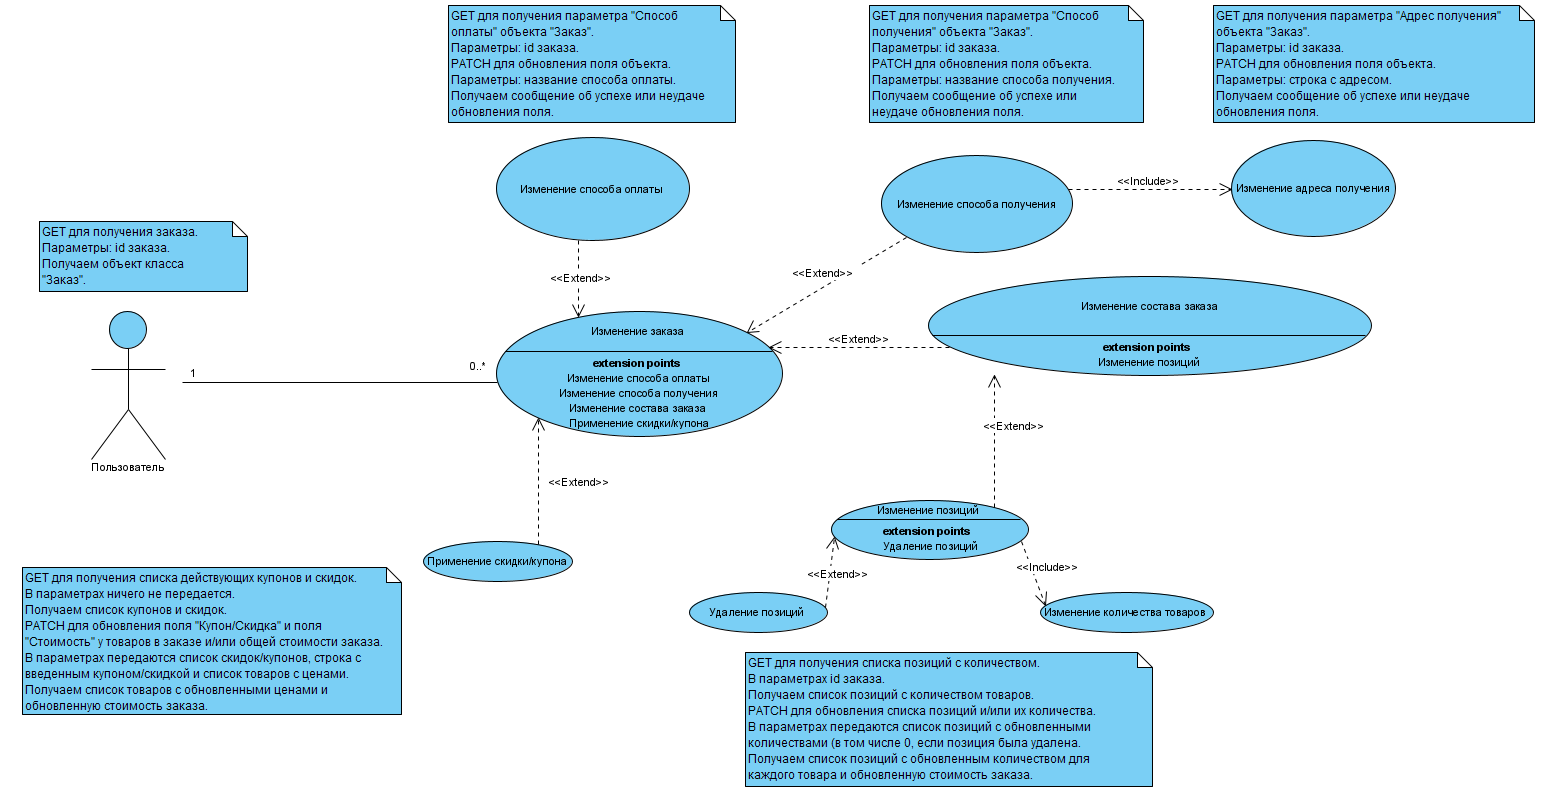 GET для получения параметра "Способ
оплаты" объекта "Заказ".
Параметры: id заказа.
PATCH для обновления поля объекта.
Параметры: название способа оплаты.
Получаем сообщение об успехе или неудаче
обновления поля.
GET для получения параметра "Способ
получения" объекта "Заказ".
Параметры: id заказа.
PATCH для обновления поля объекта.
Параметры: название способа получения.
Получаем сообщение об успехе или
неудаче обновления поля.
GET для получения параметра "Адрес получения"
объекта "Заказ".
Параметры: id заказа.
PATCH для обновления поля объекта.
Параметры: строка с адресом.
Получаем сообщение об успехе или неудаче
обновления поля.
Изменение способа оплаты
Изменение способа получения
<<Include>>
Изменение адреса получения
GET для получения заказа.
Параметры: id заказа.
Получаем объект класса
"Заказ".
<<Extend>>
<<Extend>>
<<Extend>>
Изменение состава заказа
extension points
Изменение позиций
Изменение заказа
extension points
Изменение способа оплаты
Изменение способа получения
Изменение состава заказа
Применение скидки/купона
1
0..*
Пользователь
<<Extend>>
<<Extend>>
Изменение позиций
extension points
Удаление позиций
Применение скидки/купона
<<Extend>>
<<Include>>
Удаление позиций
Изменение количества товаров
GET для получения списка действующих купонов и скидок.
В параметрах ничего не передается.
Получаем список купонов и скидок.
PATCH для обновления поля "Купон/Скидка" и поля
"Стоимость" у товаров в заказе и/или общей стоимости заказа.
В параметрах передаются список скидок/купонов, строка с
введенным купоном/скидкой и список товаров с ценами.
Получаем список товаров с обновленными ценами и
обновленную стоимость заказа.
GET для получения списка позиций с количеством.
В параметрах id заказа.
Получаем список позиций с количеством товаров.
PATCH для обновления списка позиций и/или их количества.
В параметрах передаются список позиций с обновленными
количествами (в том числе 0, если позиция была удалена.
Получаем список позиций с обновленным количеством для
каждого товара и обновленную стоимость заказа.